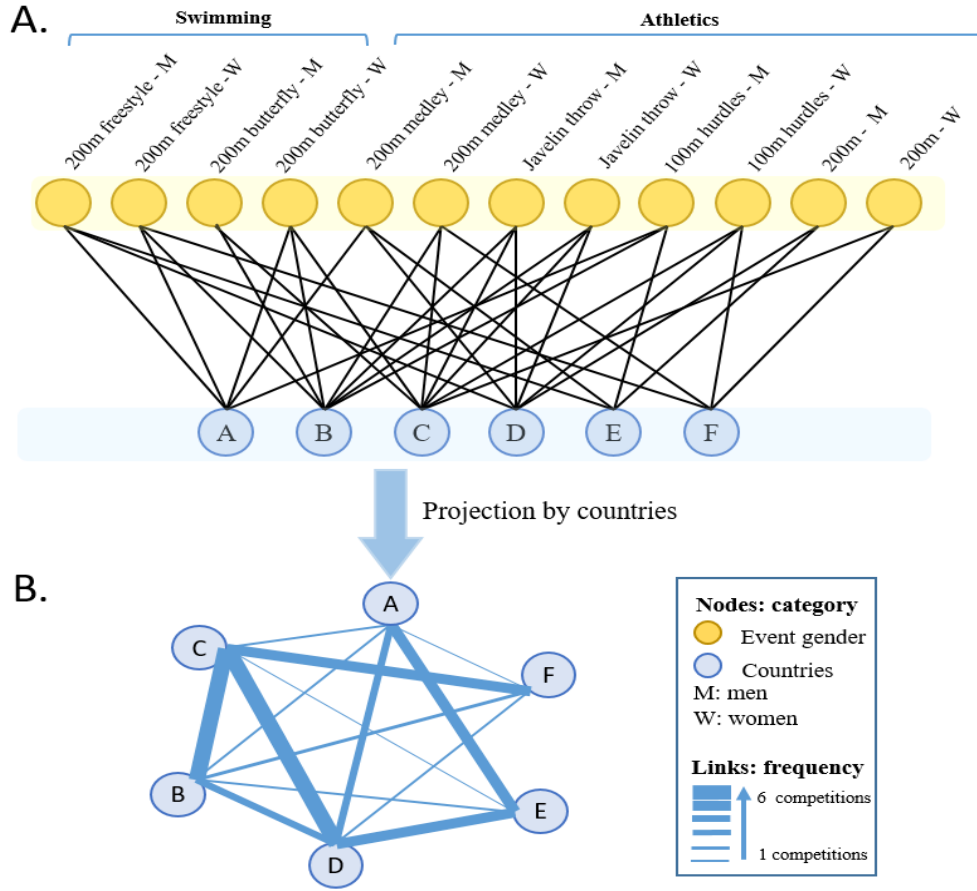 A.
Swimming
Athletics
200m freestyle - M
200m freestyle - W
200m butterfly - M
200m butterfly - W
200m medley - M
200m medley - W
Javelin throw - M
Javelin throw - W
100m hurdles - M
100m hurdles - W
200m - M
200m - W
A B C D E F
Projection by countries
B.
A
C
F
B
E
D
Nodes: category
Event gender
Countries
M: men
W: women
Links: frequency
6 competitions
1 competitions